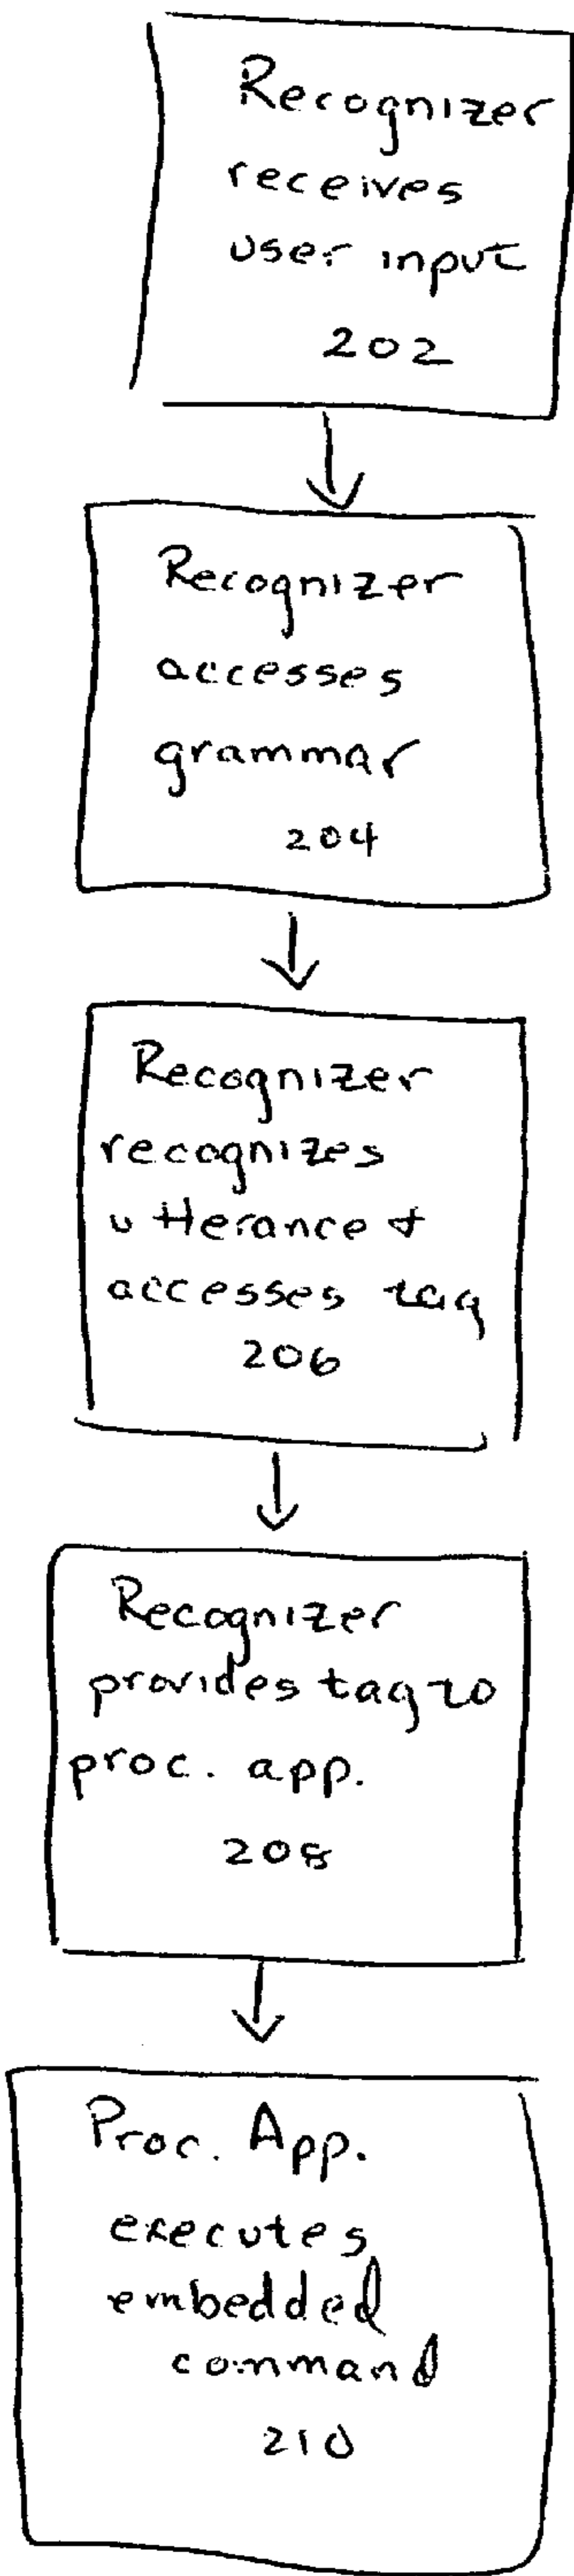 Recognizer
receives
user input
202
Recognizer
accesses
grammar
204
Recognizer
recognizes
utterance &
accesses tag
206
Recognizer
provides tag to
proc. app.
208
Proc. App.
executes
embedded
command
210